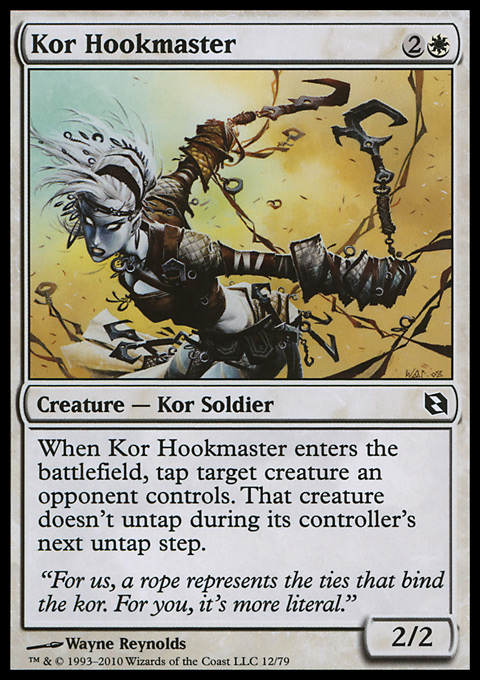 Kor Hookmaster 2
W.A.R. 08
Creature — Kor Soldier
When Kor Hookmaster enters the
battlefield, tap target creature an
opponent controls. That creature
doesn't untap during its controller's
next untap step.
"For us, a rope represents the ties that bind
the kor. For you, it's more literal."
Wayne Reynolds
2/2
™ & © 1993–2010 Wizards of the Coast LLC 12/79